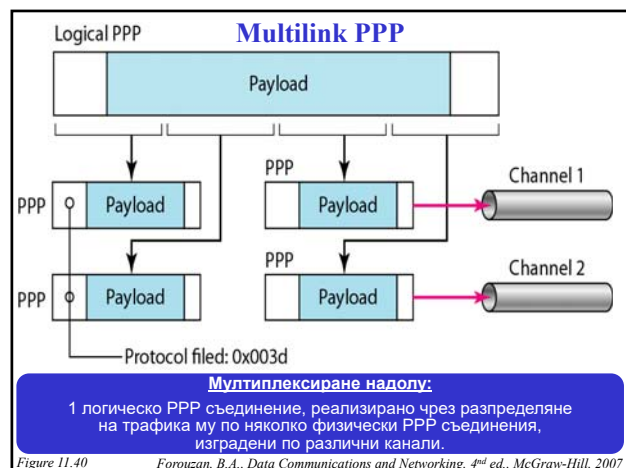 Multilink PPP
Logical PPP
Payload
PPP
Channel 1
PPP
Payload
Payload
PPP
Channel 2
PPP
Payload
Payload
Protocol filed: 0x003d
Мултиплексиране надолу:
1 логическо PPP съединение, реализирано чрез разпределяне
на трафика му по няколко физически PPP съединения,
изградени по различни канали.
Figure 11.40 Forouzan, B.A., Data Communications and Networking, 4nd ed., McGraw-Hill, 2007